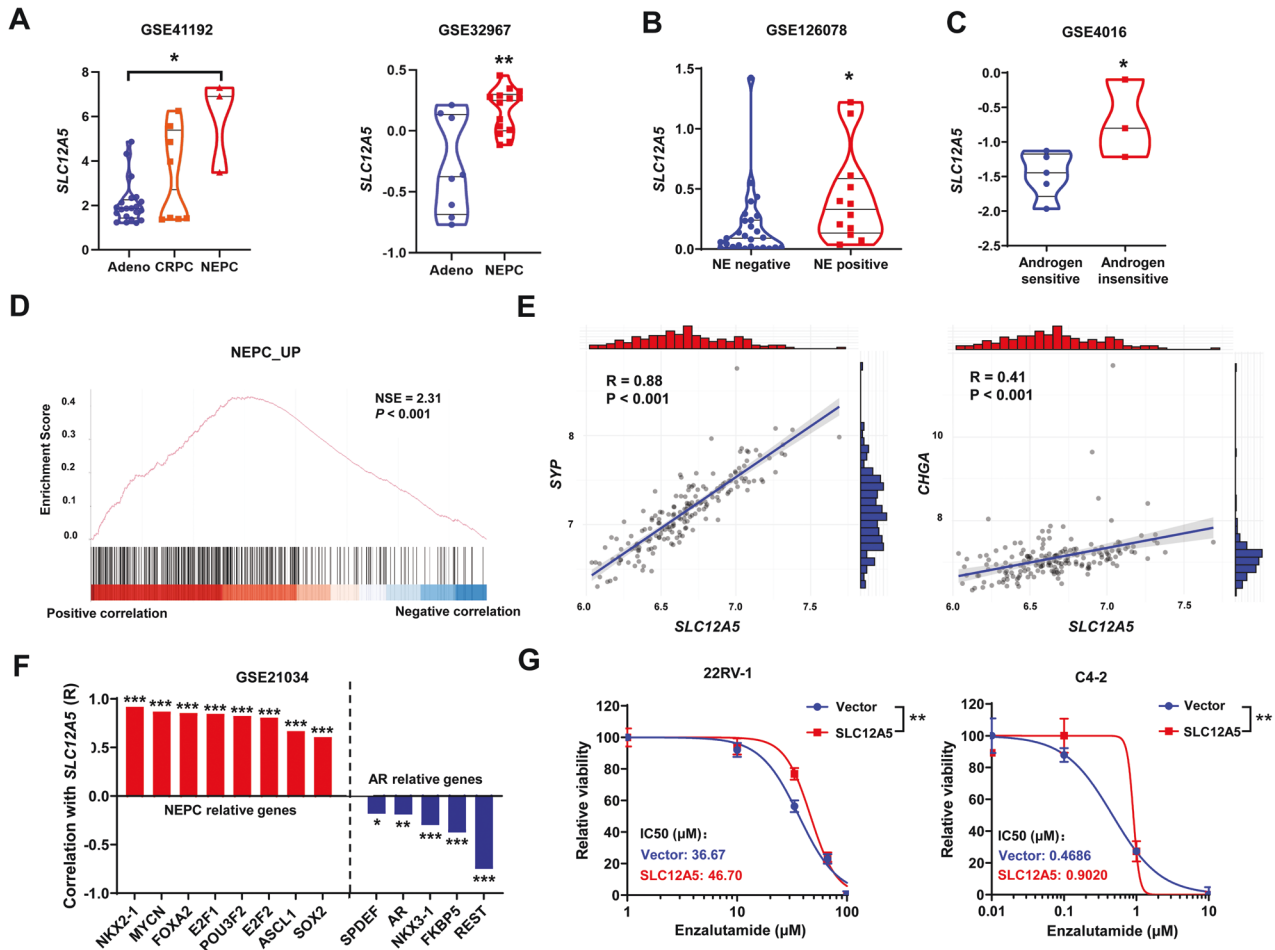 A
GSE41192
SLC12A5
*
8
6
4
2
0
Adeno CRPC NEPC
GSE32967
SLC12A5
**
0.5
0.0
-0.5
-1.0
Adeno NEPC
B
GSE126078
SLC12A5
*
1.5
1.0
0.5
0.0
NE negative NE positive
C
GSE4016
SLC12A5
*
0.0
-0.5
-1.0
-1.5
-2.0
-2.5
Androgen sensitive
Androgen insensitive
D
NEPC_UP
NSE = 2.31
P < 0.001
Enrichment Score
0.4
0.3
0.2
0.1
0.0
Positive correlation
Negative correlation
E
R = 0.88
P < 0.001
SYP
8
7
6.0 6.5 7.0 7.5
SLC12A5
R = 0.41
P < 0.001
CHGA
10
8
6.0 6.5 7.0 7.5
SLC12A5
F
GSE21034
Correlation with SLC12A5 (R)
1.0
3.5
0.0
-0.5
-1.0
*** *** *** *** *** *** *** ***
NEPC relative genes
AR relative genes
* ** *** *** ***
NKX2-1
MYCN
FOXA2
E2F1
POU3F2
E2F2
ASCL1
SOX2
SPDEF
AR
NKX3-1
FKBP5
REST
G
22RV-1
Vector
SLC12A5
**
Relative viability
120
100
80
60
40
20
0
IC50 (μM)：
Vector: 36.67
SLC12A5: 46.70
1 10 100
Enzalutamide (μM)
C4-2
Vector
SLC12A5
**
Relative viability
120
100
80
60
40
20
0
IC50 (μM)：
Vector: 0.4686
SLC12A5: 0.9020
0.01 0.1 1 10
Enzalutamide (μM)